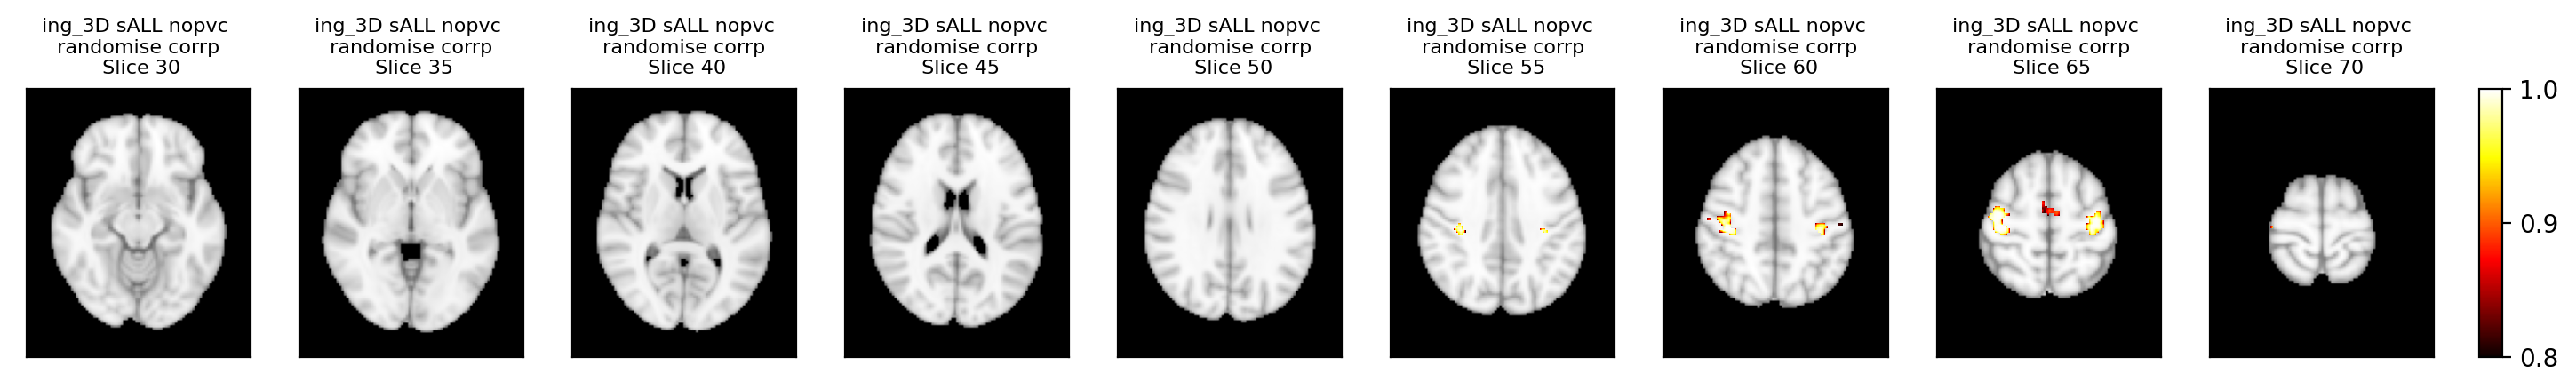 ing_3D sALL nopvc
randomise corrp
Slice 30
ing_3D sALL nopvc
randomise corrp
Slice 35
ing_3D sALL nopvc
randomise corrp
Slice 40
ing_3D sALL nopvc
randomise corrp
Slice 45
ing_3D sALL nopvc
randomise corrp
Slice 50
ing_3D sALL nopvc
randomise corrp
Slice 55
ing_3D sALL nopvc
randomise corrp
Slice 60
ing_3D sALL nopvc
randomise corrp
Slice 65
ing_3D sALL nopvc
randomise corrp
Slice 70
1.0
0.9
0.8